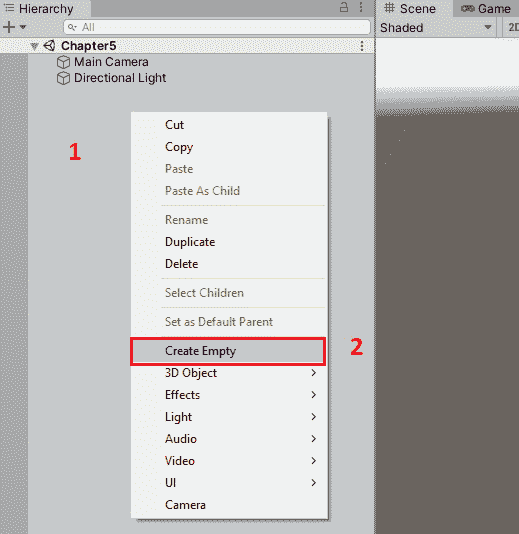 Hierarchy
Scene
Game
All
Shaded
2D
Chapter5
Main Camera
Directional Light
1
Cut
Copy
Paste
Paste As Child
Rename
Duplicate
Delete
Select Children
Set as Default Parent
Create Empty
2
3D Object
Effects
Light
Audio
Video
UI
Camera